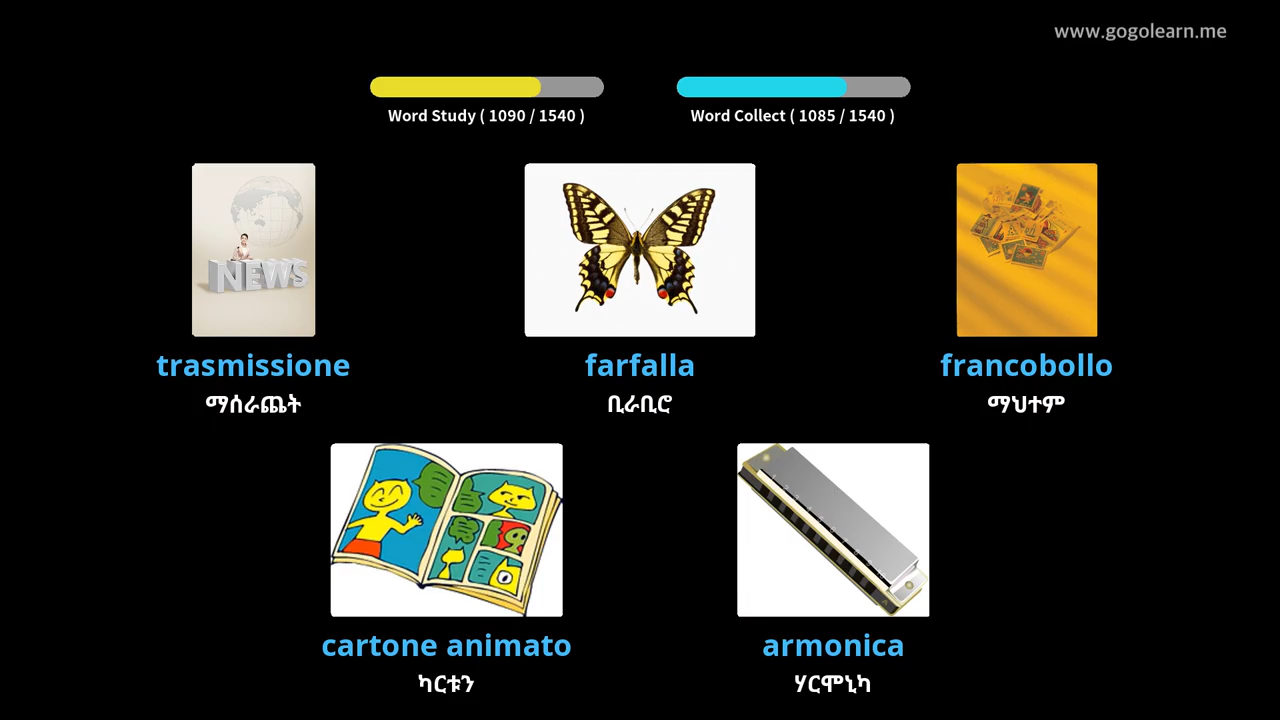 www.gogolearn.me
Word Study ( 1090 / 1540 )
Word Collect ( 1085 / 1540 )
NEWS
trasmissione
farfalla
francobollo
ማሰራጨት
ቢራቢሮ
ማህተም
cartone animato
armonica
ካርቱን
ሃርሞኒካ